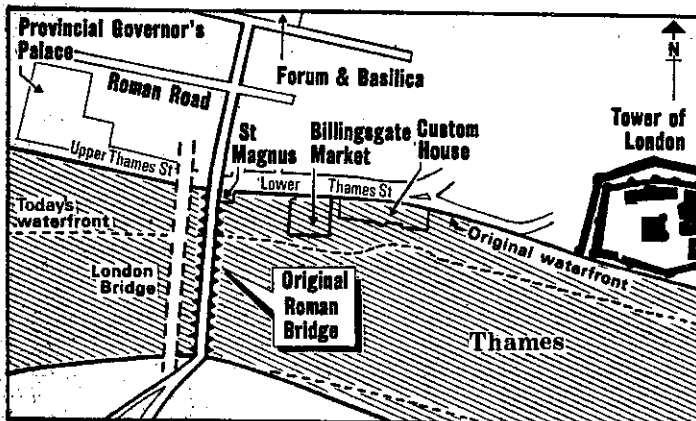 Provincial Governor's
Palace
Roman Road
Forum & Basilica
N
Tower of
London
Upper Thames St
St
Magnus
Billingsgate
Market
Custom
House
Lower Thames St
Today's
waterfront
Original waterfront
London
Bridge
Original
Roman
Bridge
Thames